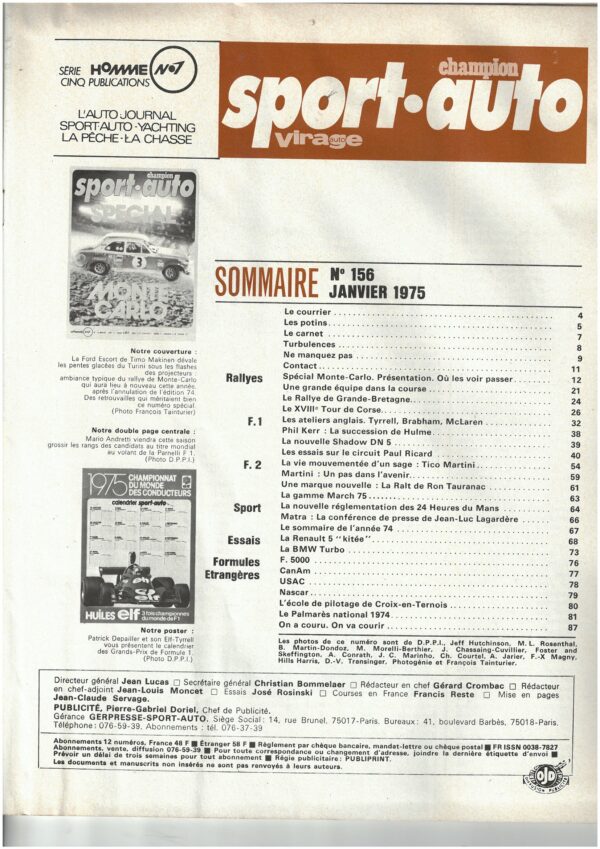 SÉRIE HOMME N°1
CINQ PUBLICATIONS
L'AUTO JOURNAL
SPORT-AUTO - YACHTING
LA PÊCHE - LA CHASSE
champion
sport·auto
virage auto
champion
sport·auto
SPÉCIAL
3
MONTE
CARLO
Notre couverture :
La Ford Escort de Timo Makinen dévale
les pentes glacées du Turini sous les flashes
des projecteurs :
ambiance typique du rallye de Monte-Carlo
qui aura lieu à nouveau cette année,
après l'annulation de l'édition 74.
Des retrouvailles qui méritaient bien
ce numéro spécial.
(Photo François Tainturier)
Notre double page centrale :
Mario Andretti viendra cette saison
grossir les rangs des candidats au titre mondial
au volant de la Parnelli F 1.
(Photo D.P.P.I.)
1975 CHAMPIONNAT
DU MONDE DES
CONDUCTEURS
calendrier sport-auto
HUILES elf 3 fois championnes
du monde de F1
Notre poster :
Patrick Depailler et son Elf-Tyrrell
vous présentent le calendrier
des Grands-Prix de Formule 1.
(Photo D.P.P.I.)
SOMMAIRE N° 156
JANVIER 1975
Le courrier 4
Les potins 5
Le carnet 7
Turbulences 8
Ne manquez pas 9
Contact 11
Rallyes Spécial Monte-Carlo. Présentation. Où les voir passer 12
Une grande équipe dans la course 21
Le Rallye de Grande-Bretagne 24
Le XVIIIe Tour de Corse 26
F. 1 Les ateliers anglais. Tyrrell, Brabham, McLaren 32
Phil Kerr : La succession de Hulme 38
La nouvelle Shadow DN 5 39
Les essais sur le circuit Paul Ricard 40
F. 2 La vie mouvementée d'un sage : Tico Martini 54
Martini : Un pas dans l'avenir 59
Une marque nouvelle : La Ralt de Ron Tauranac 61
La gamme March 75 63
Sport La nouvelle réglementation des 24 Heures du Mans 64
Matra : La conférence de presse de Jean-Luc Lagardère 66
Le sommaire de l'année 74 67
Essais La Renault 5 "kitée" 68
La BMW Turbo 73
Formules Etrangères F. 5000 76
CanAm 77
USAC 78
Nascar 79
L'école de pilotage de Croix-en-Ternois 80
Le Palmarès national 1974 81
On a couru. On va courir 87
Les photos de ce numéro sont de D.P.P.I., Jeff Hutchinson, M.L. Rosenthal,
B. Martin-Dondoz, M. Morelli-Berthier, J. Chassaing-Cuvillier, Foster and
Skeffington, A. Conrath, J. C. Marinho, Ch. Courtel, A. Jarier, F.-X Magny,
Hills Harris, D.-V. Transinger, Photogénie et François Tainturier.
Directeur général Jean Lucas □ Secrétaire général Christian Bommelaer □ Rédacteur en chef Gérard Crombac □ Rédacteur
en chef-adjoint Jean-Louis Moncet □ Essais José Rosinski □ Courses en France Francis Reste □ Mise en pages
Jean-Claude Servage.
PUBLICITÉ, Pierre-Gabriel Doriel, Chef de Publicité.
Gérance GERPRESSE-SPORT-AUTO. Siège Social : 14, rue Brunel. 75017-Paris. Bureaux : 41, boulevard Barbès, 75018-Paris.
Téléphone : 076-59-39. Abonnements : tél. 076-37-39
Abonnements 12 numéros, France 48 F ■ Étranger 58 F ■ Règlement par chèque bancaire, mandat-lettre ou chèque postal ■ FR ISSN 0038-7827
Abonnements, vente, diffusion 076-59-39 ■ Pour toute correspondance ou changement d'adresse, joindre la dernière étiquette d'envoi ■
Prévoir un délai de trois semaines pour tout abonnement ■ Régie publicitaire : PUBLIPRINT.
Les documents et manuscrits non insérés ne sont pas renvoyés à leurs auteurs.
OJD